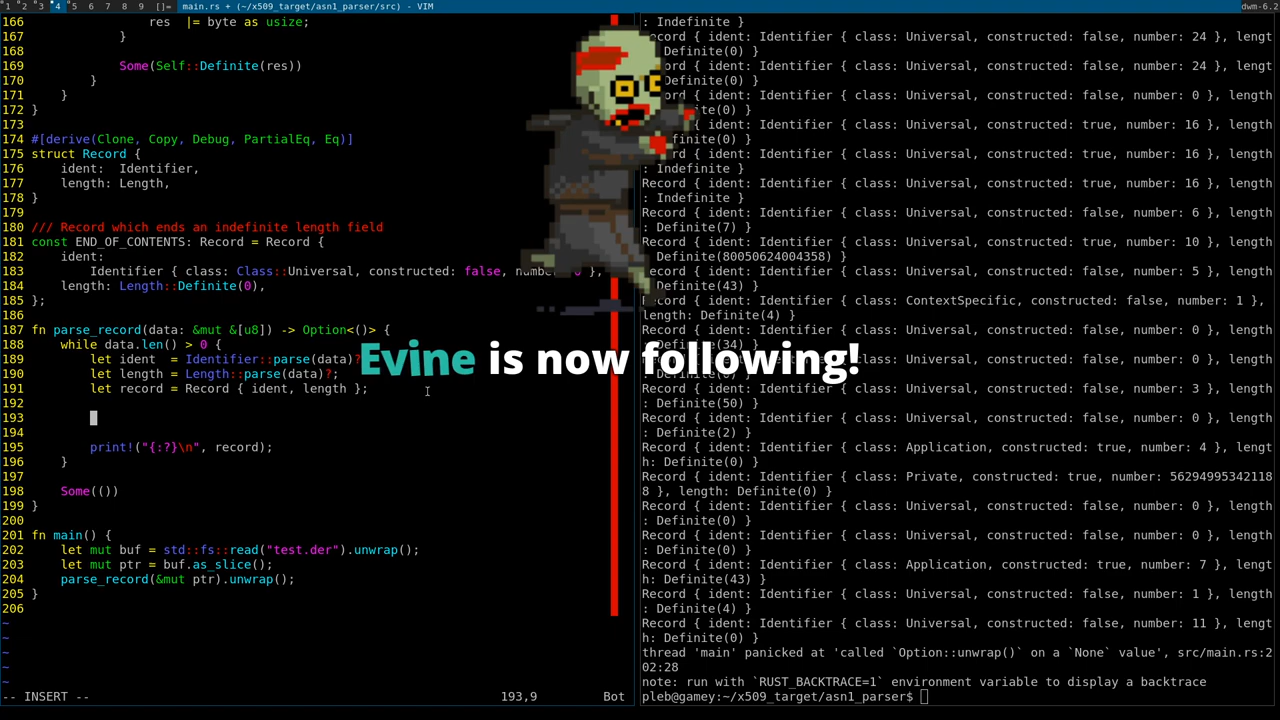 1 2 3 4 5 6 7 8 9 []= main.rs + (~/x509_target/asn1_parser/src) - VIM dwm-6.2
166 res |= byte as usize;
167 }
168
169 Some(Self::Definite(res))
170 }
171 }
172 }
173
174 #[derive(Clone, Copy, Debug, PartialEq, Eq)]
175 struct Record {
176 ident: Identifier,
177 length: Length,
178 }
179
180 /// Record which ends an indefinite length field
181 const END_OF_CONTENTS: Record = Record {
182 ident:
183 Identifier { class: Class::Universal, constructed: false, number: 0 },
184 length: Length::Definite(0),
185 };
186
187 fn parse_record(data: &mut &[u8]) -> Option<()> {
188 while data.len() > 0 {
189 let ident = Identifier::parse(data)?
190 let length = Length::parse(data)?;
191 let record = Record { ident, length };
192
193
194
195 print!("{:?}\n", record);
196 }
197
198 Some(())
199 }
200
201 fn main() {
202 let mut buf = std::fs::read("test.der").unwrap();
203 let mut ptr = buf.as_slice();
204 parse_record(&mut ptr).unwrap();
205 }
206
~
~
~
~
~
-- INSERT -- 193,9 Bot
Evine is now following!
: Indefinite }
ecord { ident: Identifier { class: Universal, constructed: false, number: 24 }, lengt
: Definite(0) }
ecord { ident: Identifier { class: Universal, constructed: false, number: 24 }, lengt
Definite(0) }
cord { ident: Identifier { class: Universal, constructed: false, number: 0 }, length
nite(0) }
ord { ident: Identifier { class: Universal, constructed: true, number: 16 }, length
finite(0) }
ecord { ident: Identifier { class: Universal, constructed: true, number: 16 }, length
: Indefinite }
Record { ident: Identifier { class: Universal, constructed: true, number: 16 }, length
: Indefinite }
Record { ident: Identifier { class: Universal, constructed: false, number: 6 }, length
: Definite(7) }
Record { ident: Identifier { class: Universal, constructed: true, number: 10 }, length
Definite(80050624004358) }
ecord { ident: Identifier { class: Universal, constructed: false, number: 5 }, length
Definite(43) }
ecord { ident: Identifier { class: ContextSpecific, constructed: false, number: 1 },
length: Definite(4) }
Record { ident: Identifier { class: Universal, constructed: false, number: 0 }, length
: Definite(34) }
Record { ident: Identifier { class: Universal, constructed: false, number: 0 }, length
Record { ident: Identifier { class: Universal, constructed: false, number: 3 }, length
: Definite(50) }
Record { ident: Identifier { class: Universal, constructed: false, number: 0 }, length
: Definite(2) }
Record { ident: Identifier { class: Application, constructed: true, number: 4 }, lengt
h: Definite(0) }
Record { ident: Identifier { class: Private, constructed: true, number: 56294995342118
8 }, length: Definite(0) }
Record { ident: Identifier { class: Universal, constructed: false, number: 0 }, length
: Definite(0) }
Record { ident: Identifier { class: Universal, constructed: false, number: 0 }, length
: Definite(0) }
Record { ident: Identifier { class: Application, constructed: true, number: 7 }, lengt
h: Definite(43) }
Record { ident: Identifier { class: Universal, constructed: false, number: 1 }, length
: Definite(4) }
Record { ident: Identifier { class: Universal, constructed: false, number: 11 }, lengt
h: Definite(0) }
thread 'main' panicked at 'called `Option::unwrap()` on a `None` value', src/main.rs:2
02:28
note: run with `RUST_BACKTRACE=1` environment variable to display a backtrace
pleb@gamey:~/x509_target/asn1_parser$